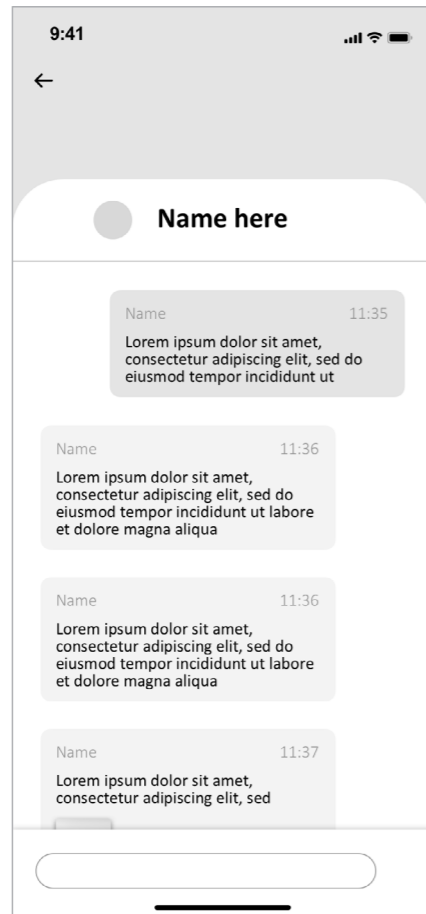 9:41
Name here
Name 11:35
Lorem ipsum dolor sit amet,
consectetur adipiscing elit, sed do
eiusmod tempor incididunt ut
Name 11:36
Lorem ipsum dolor sit amet,
consectetur adipiscing elit, sed do
eiusmod tempor incididunt ut labore
et dolore magna aliqua
Name 11:36
Lorem ipsum dolor sit amet,
consectetur adipiscing elit, sed do
eiusmod tempor incididunt ut labore
et dolore magna aliqua
Name 11:37
Lorem ipsum dolor sit amet,
consectetur adipiscing elit, sed